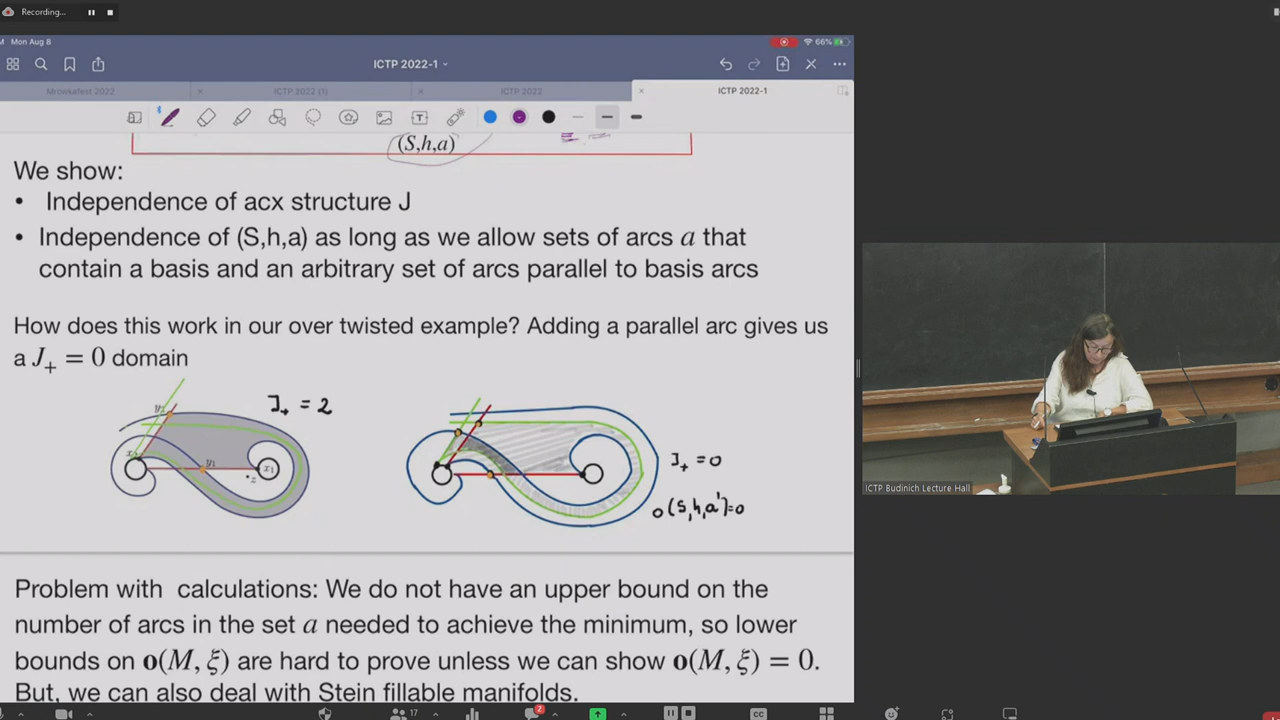 Recording...
Mon Aug 8
66%
ICTP 2022-1
Mrowkafest 2022
ICTP 2022 (1)
ICTP 2022
ICTP 2022-1
(S,h,a)
We show:
• Independence of acx structure J
• Independence of (S,h,a) as long as we allow sets of arcs a that
contain a basis and an arbitrary set of arcs parallel to basis arcs
How does this work in our over twisted example? Adding a parallel arc gives us
a J₊ = 0 domain
J₊ = 2
y₁
x₁
z
J₊ = 0
o(S,h,a')=0
Problem with calculations: We do not have an upper bound on the
number of arcs in the set a needed to achieve the minimum, so lower
bounds on o(M, ξ) are hard to prove unless we can show o(M, ξ) = 0.
But, we can also deal with Stein fillable manifolds.
ICTP Budinich Lecture Hall
17
2
CC